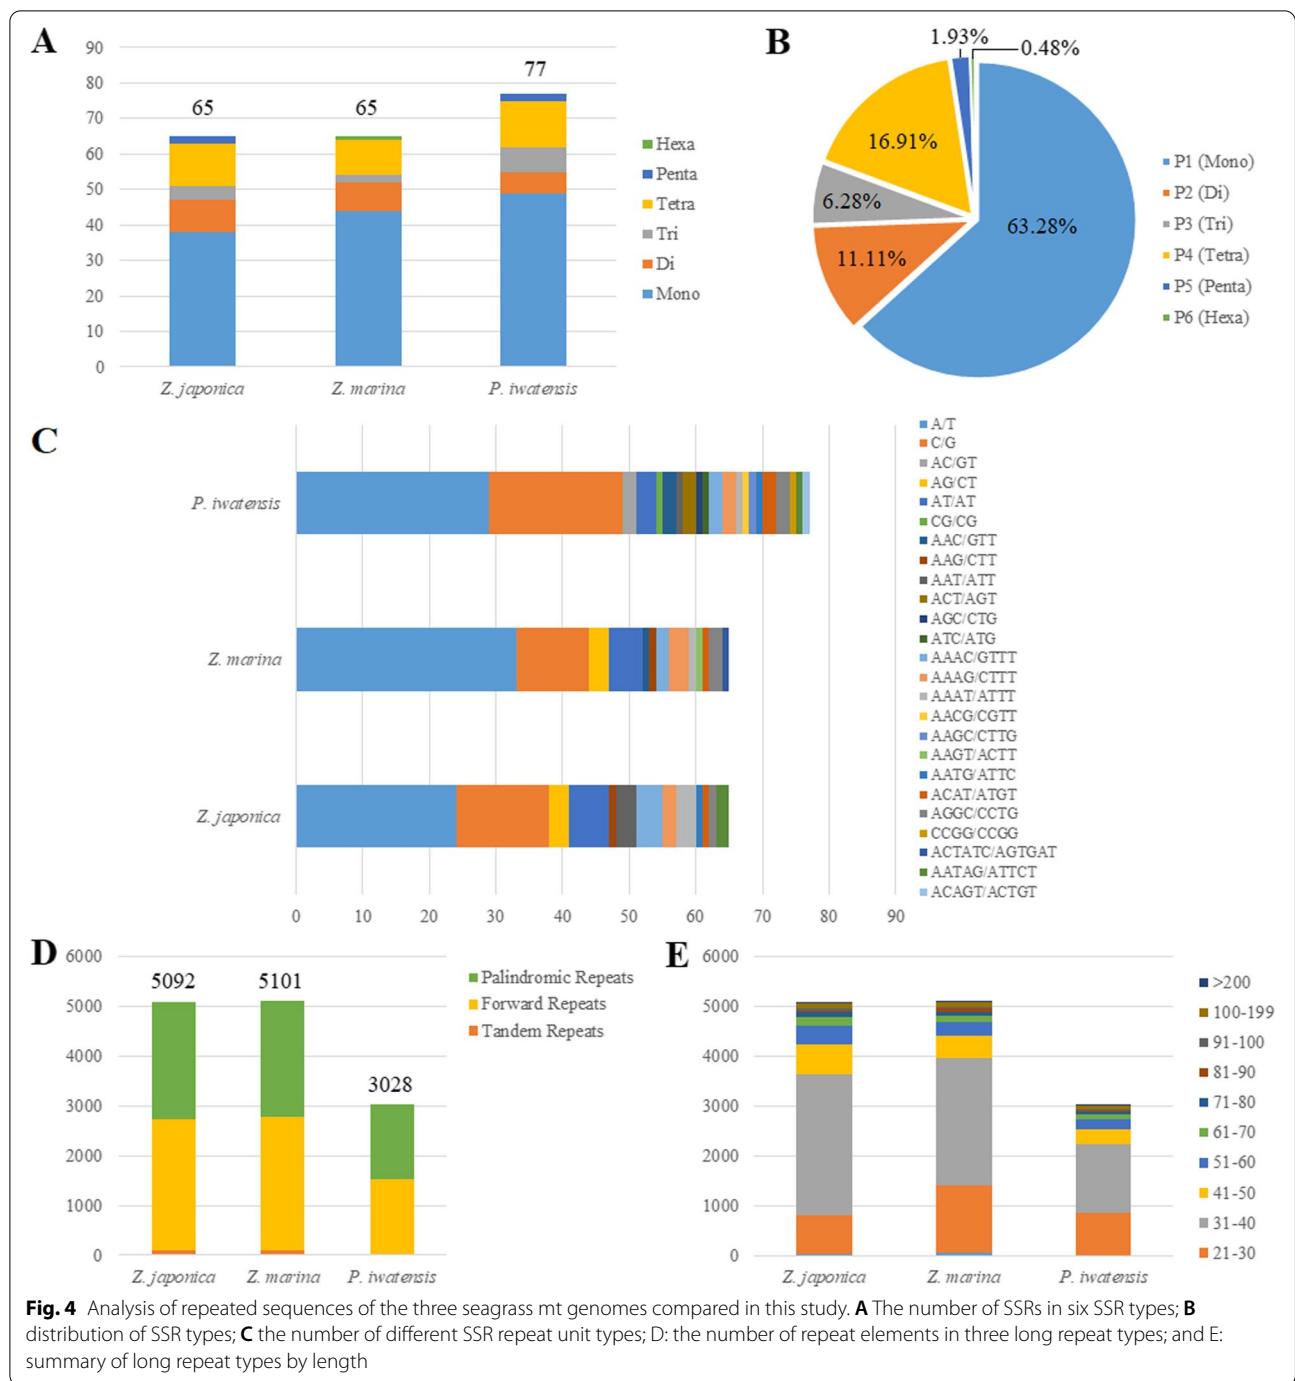 A
90
80
70
60
50
40
30
20
10
0
65
65
77
Z. japonica
Z. marina
P. iwatensis
Hexa
Penta
Tetra
Tri
Di
Mono
B
1.93%
0.48%
16.91%
6.28%
11.11%
63.28%
P1 (Mono)
P2 (Di)
P3 (Tri)
P4 (Tetra)
P5 (Penta)
P6 (Hexa)
C
P. iwatensis
Z. marina
Z. japonica
0 10 20 30 40 50 60 70 80 90
A/T
C/G
AC/GT
AG/CT
AT/AT
CG/CG
AAC/GTT
AAG/CTT
AAT/ATT
ACT/AGT
AGC/CTG
ATC/ATG
AAAC/GTTT
AAAG/CTTT
AAAT/ATTT
AACG/CGTT
AAGC/CTTG
AAGT/ACTT
AATG/ATTC
ACAT/ATGT
AGGC/CCTG
CCGG/CCGG
ACTATC/AGTGAT
AATAG/ATTCT
ACAGT/ACTGT
D
6000
5000
4000
3000
2000
1000
0
5092
5101
3028
Z. japonica
Z. marina
P. iwatensis
Palindromic Repeats
Forward Repeats
Tandem Repeats
E
6000
5000
4000
3000
2000
1000
0
Z. japonica
Z. marina
P. iwatensis
>200
100-199
91-100
81-90
71-80
61-70
51-60
41-50
31-40
21-30
Fig. 4 Analysis of repeated sequences of the three seagrass mt genomes compared in this study. A The number of SSRs in six SSR types; B
distribution of SSR types; C the number of different SSR repeat unit types; D: the number of repeat elements in three long repeat types; and E:
summary of long repeat types by length